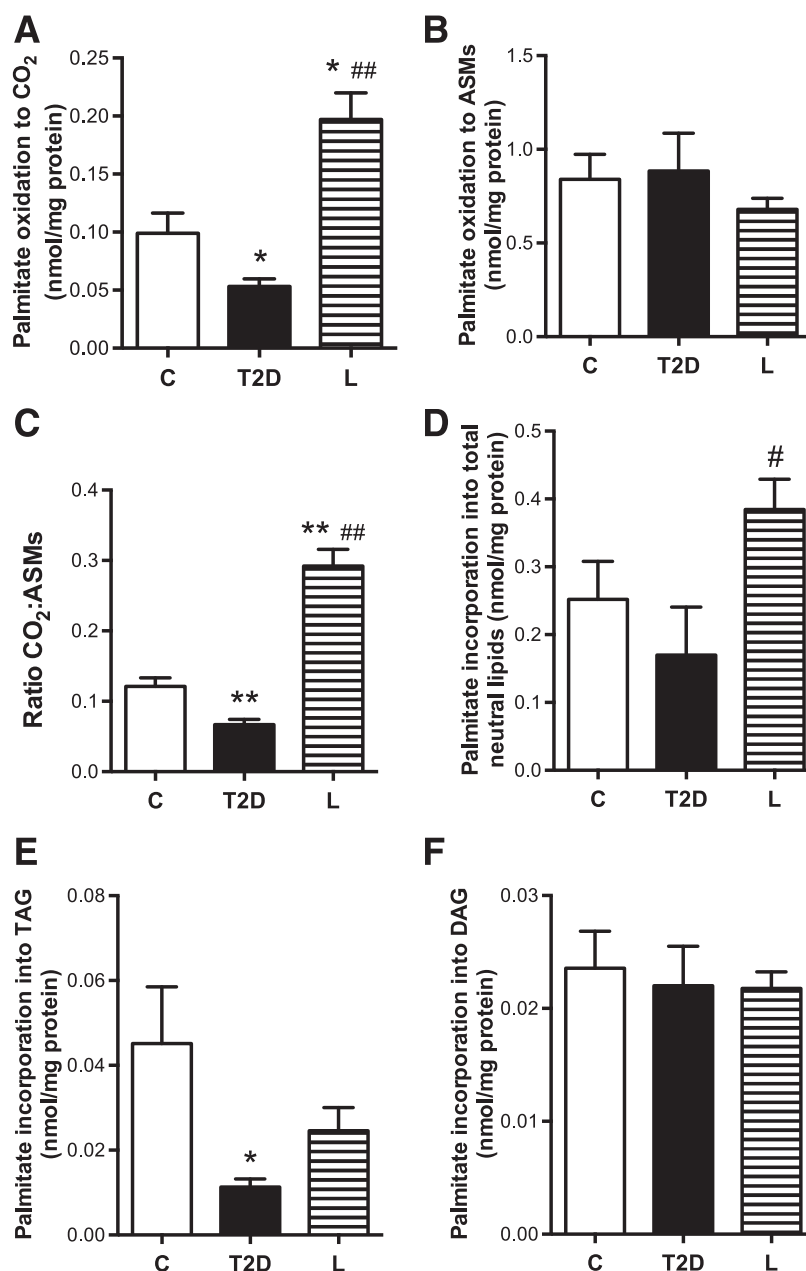 A
Palmitate oxidation to CO₂
(nmol/mg protein)
0.25
0.20
0.15
0.10
0.05
0.00
*
* ##
C T2D L
B
Palmitate oxidation to ASMs
(nmol/mg protein)
1.5
1.0
0.5
0.0
C T2D L
C
Ratio CO₂:ASMs
0.4
0.3
0.2
0.1
0.0
**
** ##
C T2D L
D
Palmitate incorporation into total
neutral lipids (nmol/mg protein)
0.5
0.4
0.3
0.2
0.1
0.0
#
C T2D L
E
Palmitate incorporation into TAG
(nmol/mg protein)
0.08
0.06
0.04
0.02
0.00
*
C T2D L
F
Palmitate incorporation into DAG
(nmol/mg protein)
0.03
0.02
0.01
0.00
C T2D L